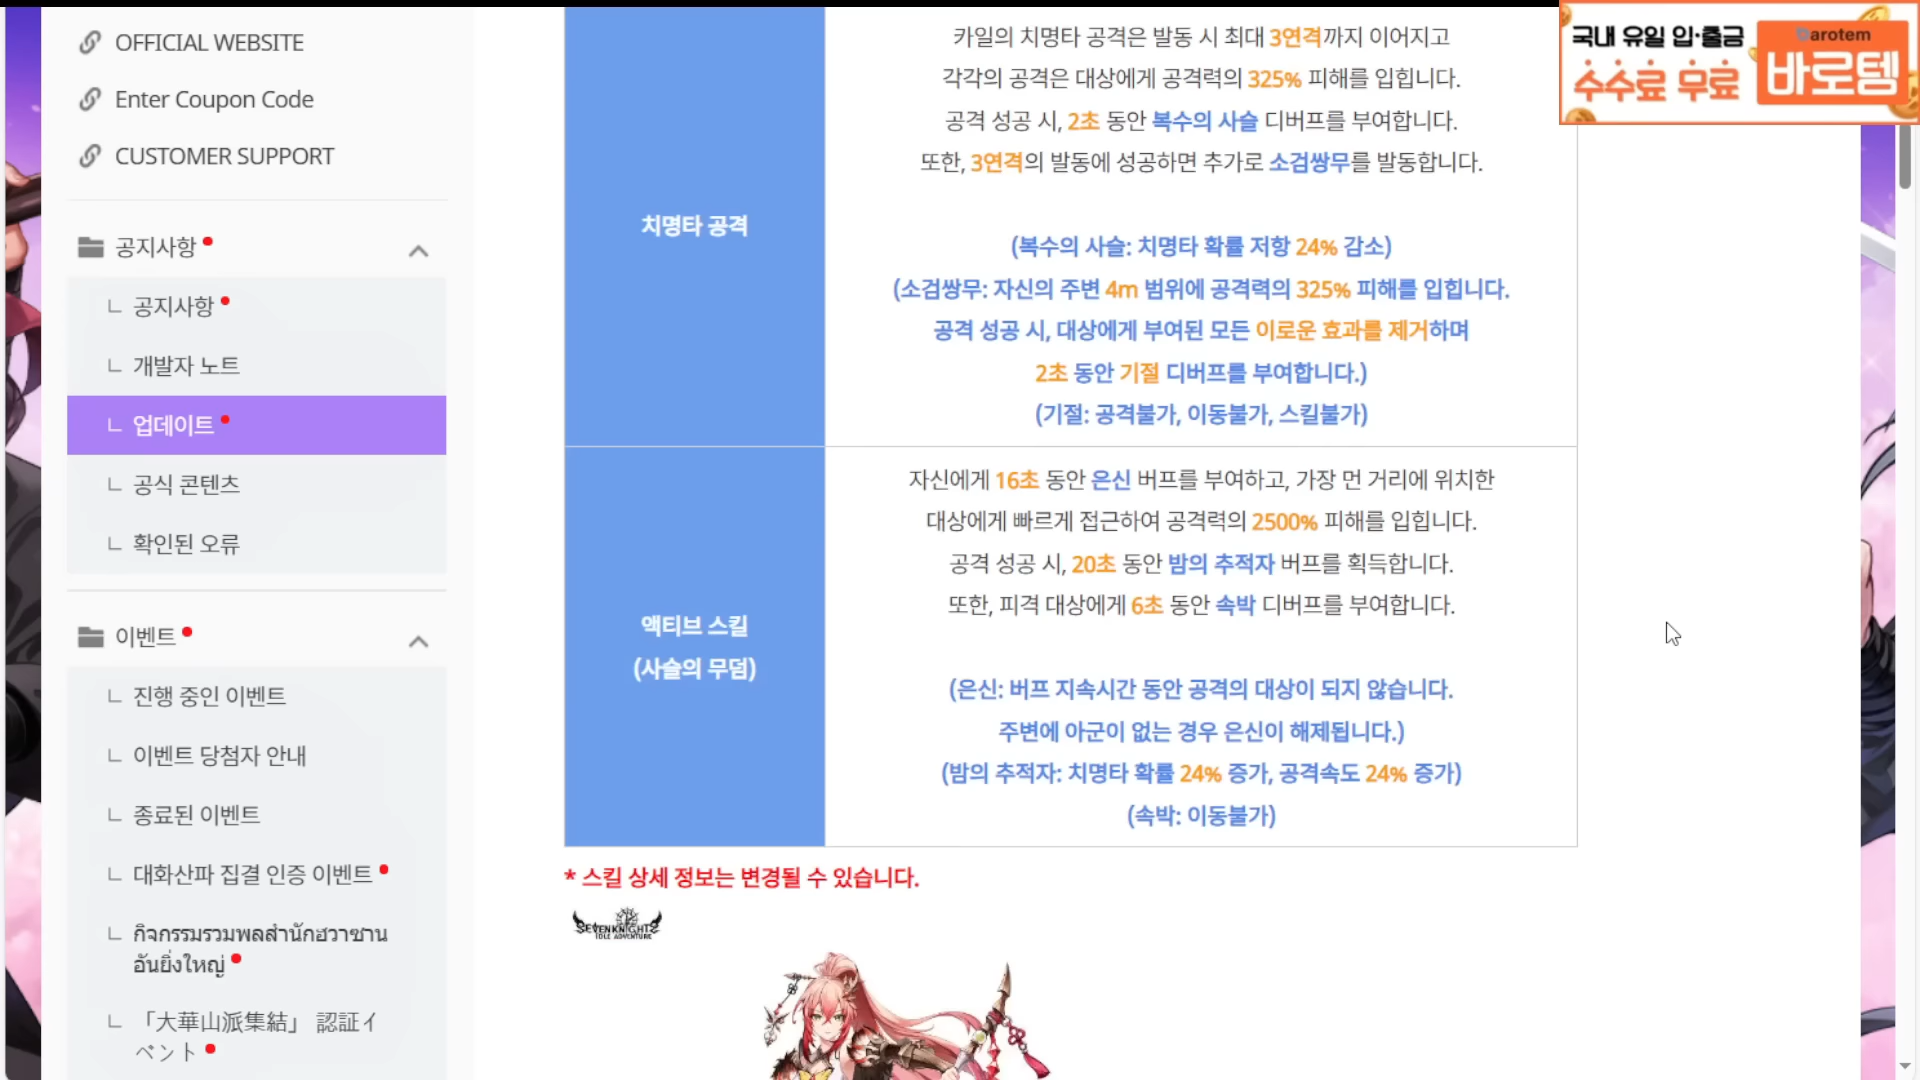 OFFICIAL WEBSITE
Enter Coupon Code
CUSTOMER SUPPORT
공지사항
공지사항
개발자 노트
업데이트
공식 콘텐츠
확인된 오류
이벤트
진행 중인 이벤트
이벤트 당첨자 안내
종료된 이벤트
대화산파 집결 인증 이벤트
กิจกรรมรวมพลสำนักฮวาซาน
อันยิ่งใหญ่
「大華山派集結」 認証イ
ベント
치명타 공격
카일의 치명타 공격은 발동 시 최대 3연격까지 이어지고
각각의 공격은 대상에게 공격력의 325% 피해를 입힙니다.
공격 성공 시, 2초 동안 복수의 사슬 디버프를 부여합니다.
또한, 3연격의 발동에 성공하면 추가로 소검쌍무를 발동합니다.
(복수의 사슬: 치명타 확률 저항 24% 감소)
(소검쌍무: 자신의 주변 4m 범위에 공격력의 325% 피해를 입힙니다.
공격 성공 시, 대상에게 부여된 모든 이로운 효과를 제거하며
2초 동안 기절 디버프를 부여합니다.)
(기절: 공격불가, 이동불가, 스킬불가)
액티브 스킬
(사슬의 무덤)
자신에게 16초 동안 은신 버프를 부여하고, 가장 먼 거리에 위치한
대상에게 빠르게 접근하여 공격력의 2500% 피해를 입힙니다.
공격 성공 시, 20초 동안 밤의 추적자 버프를 획득합니다.
또한, 피격 대상에게 6초 동안 속박 디버프를 부여합니다.
(은신: 버프 지속시간 동안 공격의 대상이 되지 않습니다.
주변에 아군이 없는 경우 은신이 해제됩니다.)
(밤의 추적자: 치명타 확률 24% 증가, 공격속도 24% 증가)
(속박: 이동불가)
* 스킬 상세 정보는 변경될 수 있습니다.
SEVENKNIGHTS
IDLE ADVENTURE
국내 유일 입·출금
수수료 무료
Barotem
바로템